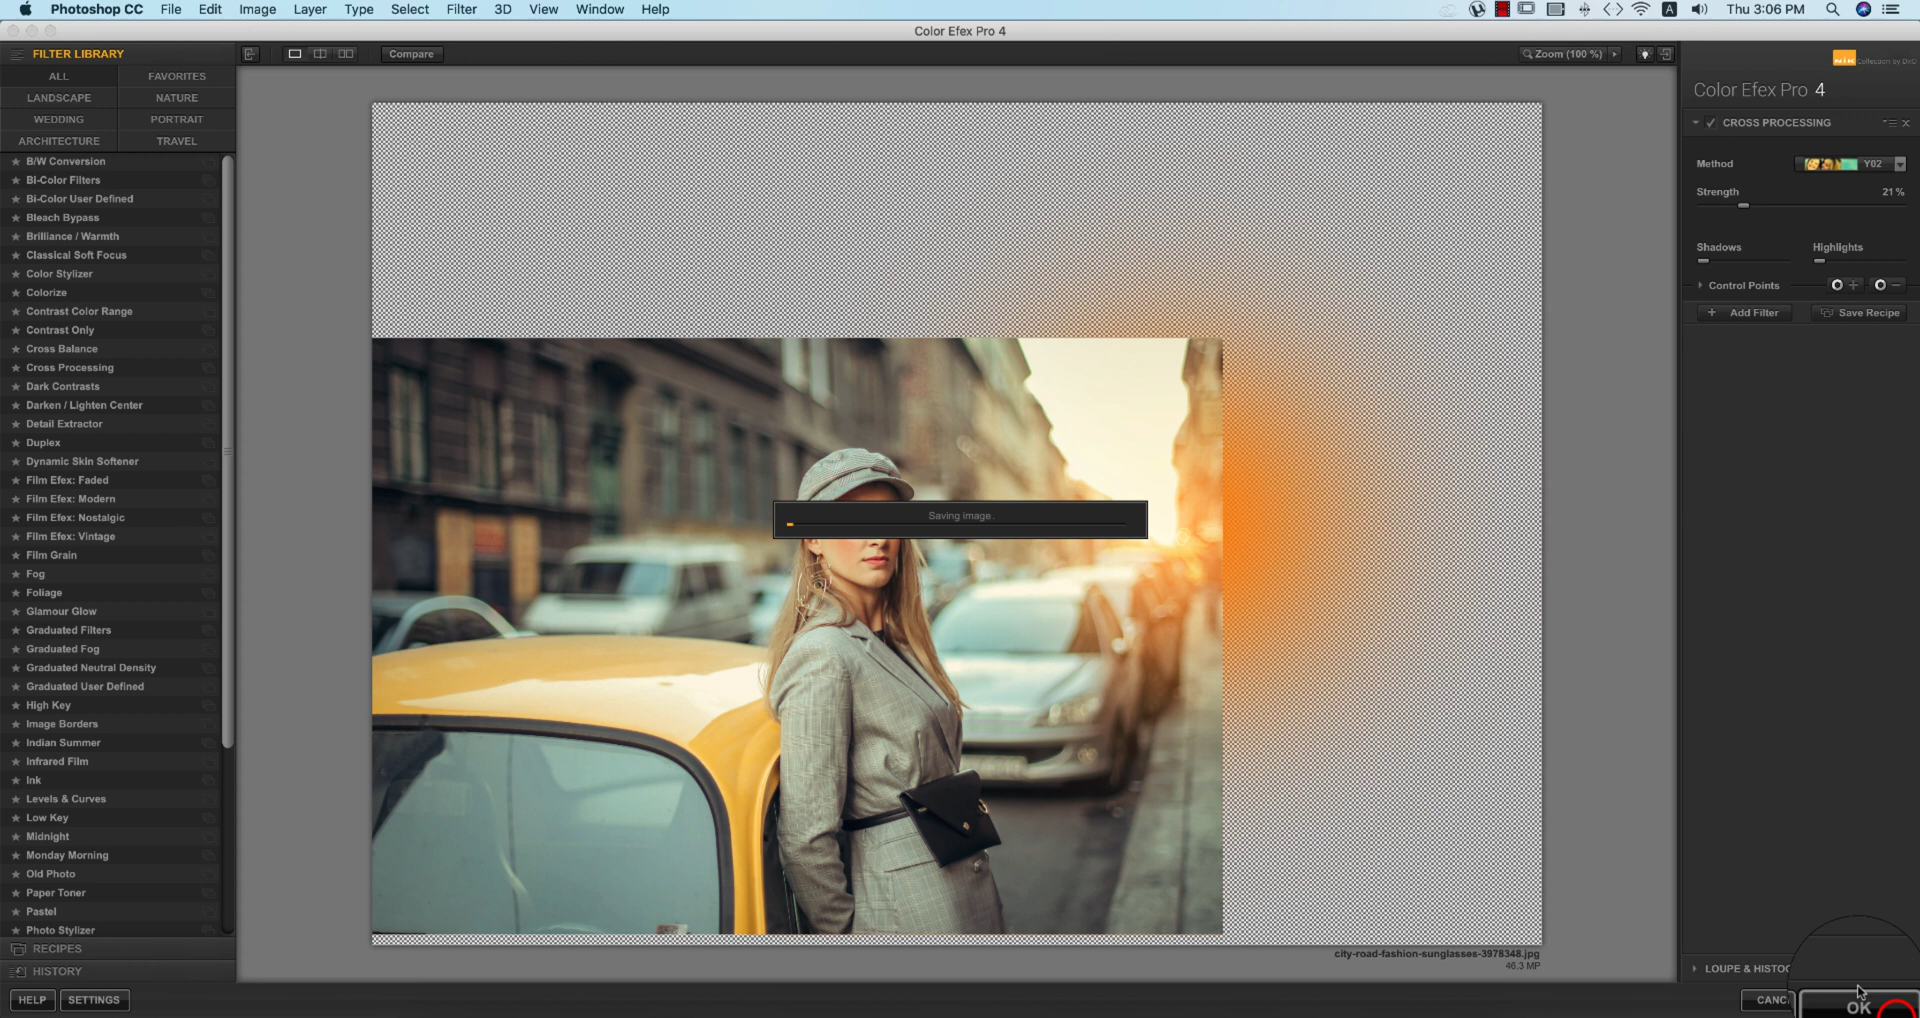 Photoshop CC File Edit Image Layer Type Select Filter 3D View Window Help
A Thu 3:06 PM
Color Efex Pro 4
FILTER LIBRARY
Compare
Zoom (100 %)
ALL FAVORITES
LANDSCAPE NATURE
WEDDING PORTRAIT
ARCHITECTURE TRAVEL
B/W Conversion
Bi-Color Filters
Bi-Color User Defined
Bleach Bypass
Brilliance / Warmth
Classical Soft Focus
Color Stylizer
Colorize
Contrast Color Range
Contrast Only
Cross Balance
Cross Processing
Dark Contrasts
Darken / Lighten Center
Detail Extractor
Duplex
Dynamic Skin Softener
Film Efex: Faded
Film Efex: Modern
Film Efex: Nostalgic
Film Efex: Vintage
Film Grain
Fog
Foliage
Glamour Glow
Graduated Filters
Graduated Fog
Graduated Neutral Density
Graduated User Defined
High Key
Image Borders
Indian Summer
Infrared Film
Ink
Levels & Curves
Low Key
Midnight
Monday Morning
Old Photo
Paper Toner
Pastel
Photo Stylizer
RECIPES
HISTORY
HELP SETTINGS
Saving image.
city-road-fashion-sunglasses-3978348.jpg
46.3 MP
Nik Collection by DxO
Color Efex Pro 4
CROSS PROCESSING
Method Y02
Strength 21%
Shadows Highlights
Control Points
+ Add Filter Save Recipe
LOUPE & HISTOG
CANC
OK